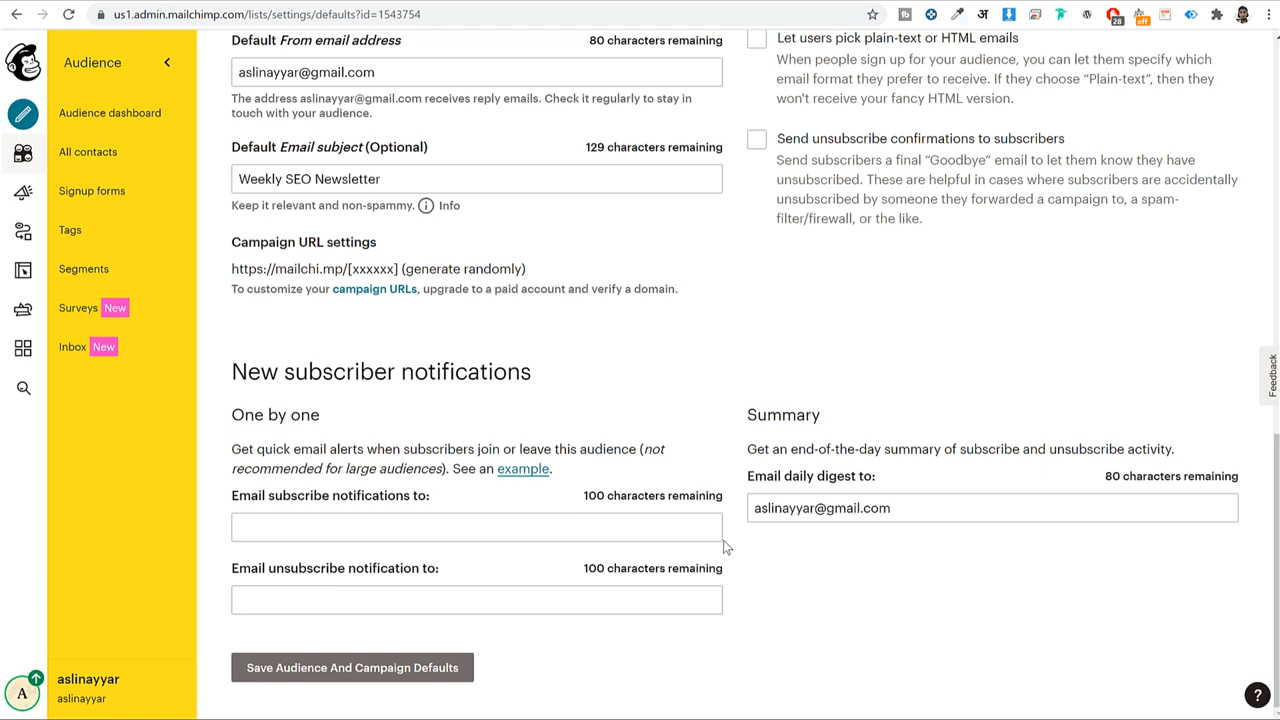 us1.admin.mailchimp.com/lists/settings/defaults?id=1543754
28
off
अ
Audience
Audience dashboard
All contacts
Signup forms
Tags
Segments
Surveys New
Inbox New
aslinayyar
aslinayyar
A
Default From email address 80 characters remaining
aslinayyar@gmail.com
The address aslinayyar@gmail.com receives reply emails. Check it regularly to stay in
touch with your audience.
Default Email subject (Optional) 129 characters remaining
Weekly SEO Newsletter
Keep it relevant and non-spammy. Info
Campaign URL settings
https://mailchi.mp/[xxxxxx] (generate randomly)
To customize your campaign URLs, upgrade to a paid account and verify a domain.
Let users pick plain-text or HTML emails
When people sign up for your audience, you can let them specify which
email format they prefer to receive. If they choose “Plain-text”, then they
won't receive your fancy HTML version.
Send unsubscribe confirmations to subscribers
Send subscribers a final “Goodbye” email to let them know they have
unsubscribed. These are helpful in cases where subscribers are accidentally
unsubscribed by someone they forwarded a campaign to, a spam-
filter/firewall, or the like.
New subscriber notifications
One by one
Get quick email alerts when subscribers join or leave this audience (not
recommended for large audiences). See an example.
Email subscribe notifications to: 100 characters remaining
Email unsubscribe notification to: 100 characters remaining
Summary
Get an end-of-the-day summary of subscribe and unsubscribe activity.
Email daily digest to: 80 characters remaining
aslinayyar@gmail.com
Save Audience And Campaign Defaults
Feedback
?